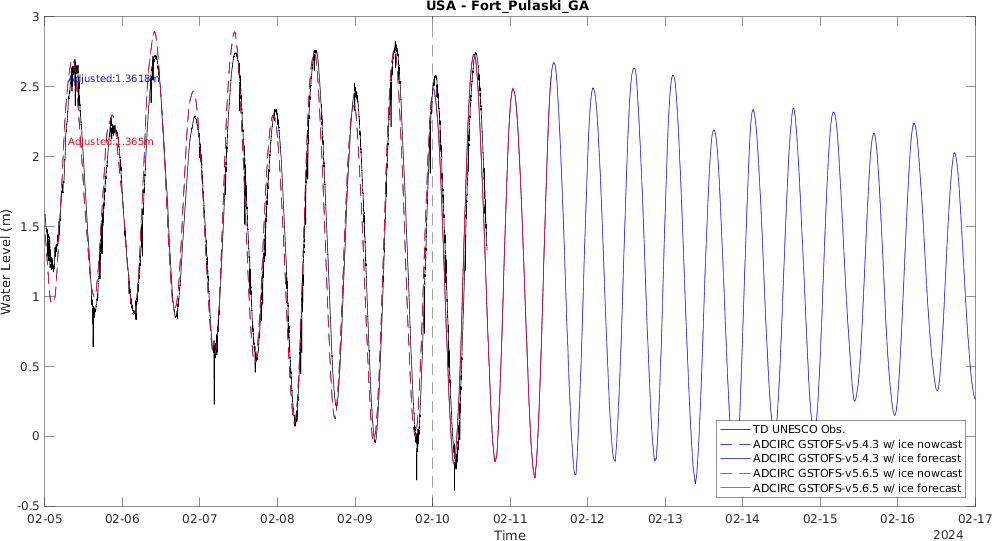 USA - Fort_Pulaski_GA
3
2.5
2
1.5
1
0.5
0
-0.5
Water Level (m)
Adjusted:1.3618m
Adjusted:1.365m
TD UNESCO Obs.
ADCIRC GSTOFS-v5.4.3 w/ ice nowcast
ADCIRC GSTOFS-v5.4.3 w/ ice forecast
ADCIRC GSTOFS-v5.6.5 w/ ice nowcast
ADCIRC GSTOFS-v5.6.5 w/ ice forecast
02-05 02-06 02-07 02-08 02-09 02-10 02-11 02-12 02-13 02-14 02-15 02-16 02-17
Time
2024